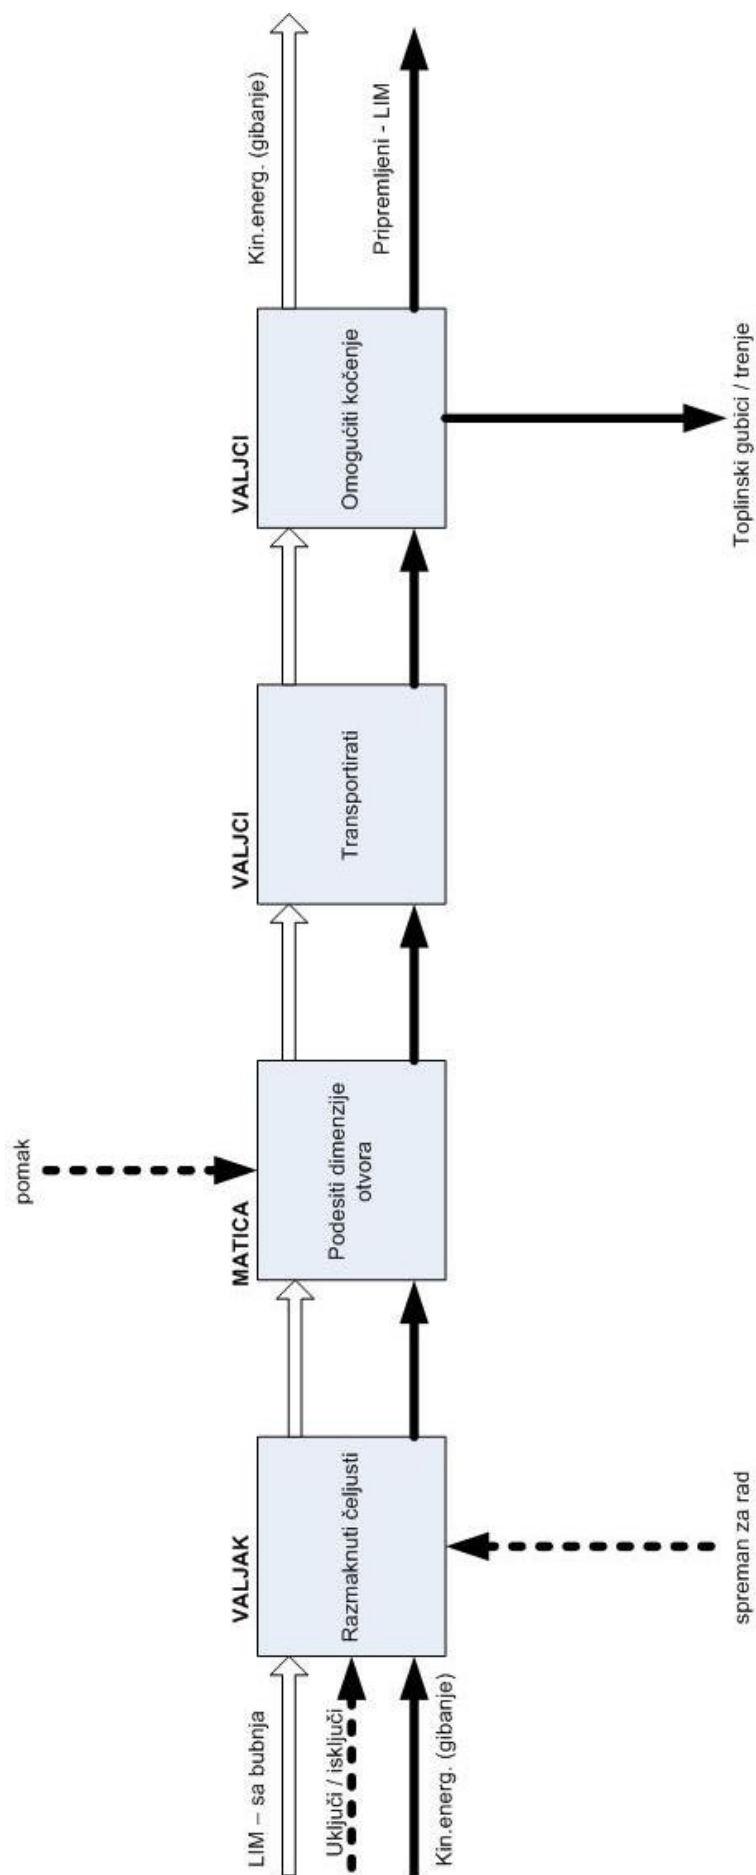 LIM – sa bubnja
Uključi / isključi
Kin.energ. (gibanje)
VALJAK
Razmaknuti čeljusti
spreman za rad
pomak
MATICA
Podesiti dimenzije
otvora
VALJCI
Transportirati
VALJCI
Omogućiti kočenje
Kin.energ. (gibanje)
Pripremljeni - LIM
Toplinski gubici / trenje